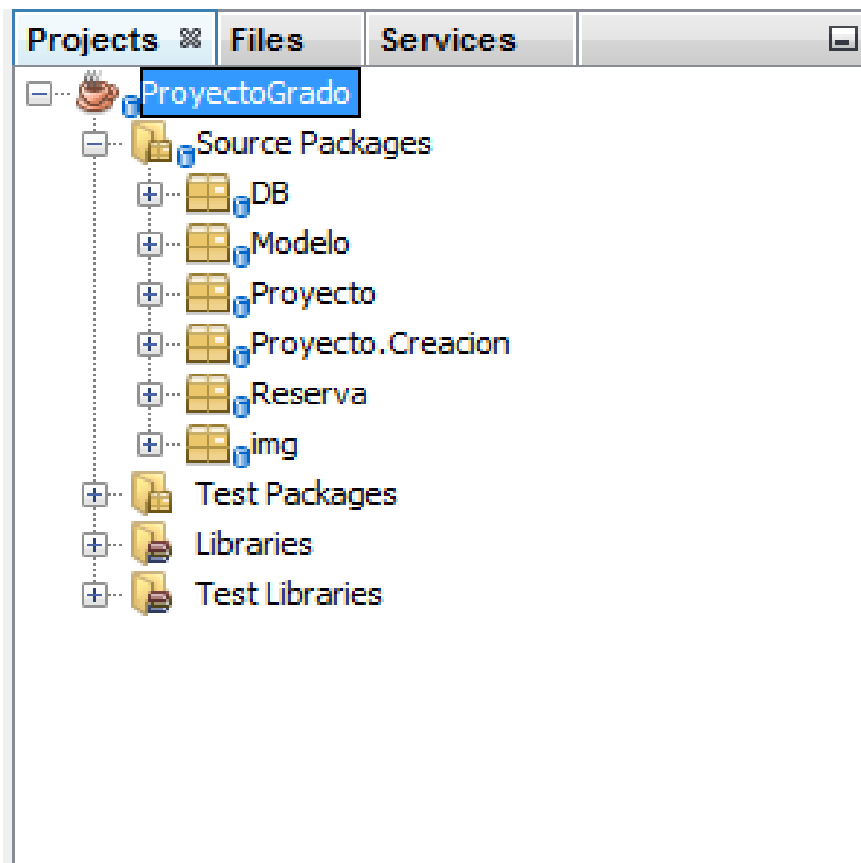 Projects Files Services
ProyectoGrado
Source Packages
DB
Modelo
Proyecto
Proyecto.Creacion
Reserva
img
Test Packages
Libraries
Test Libraries